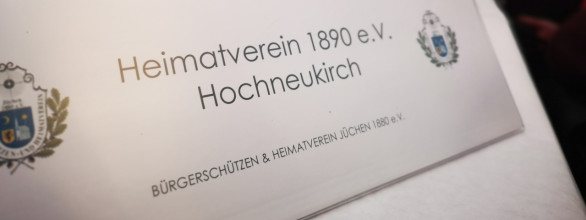 Heimatverein 1890 e.V.
Hochneukirch
BÜRGERSCHÜTZEN & HEIMATVEREIN JÜCHEN 1880 e.V.